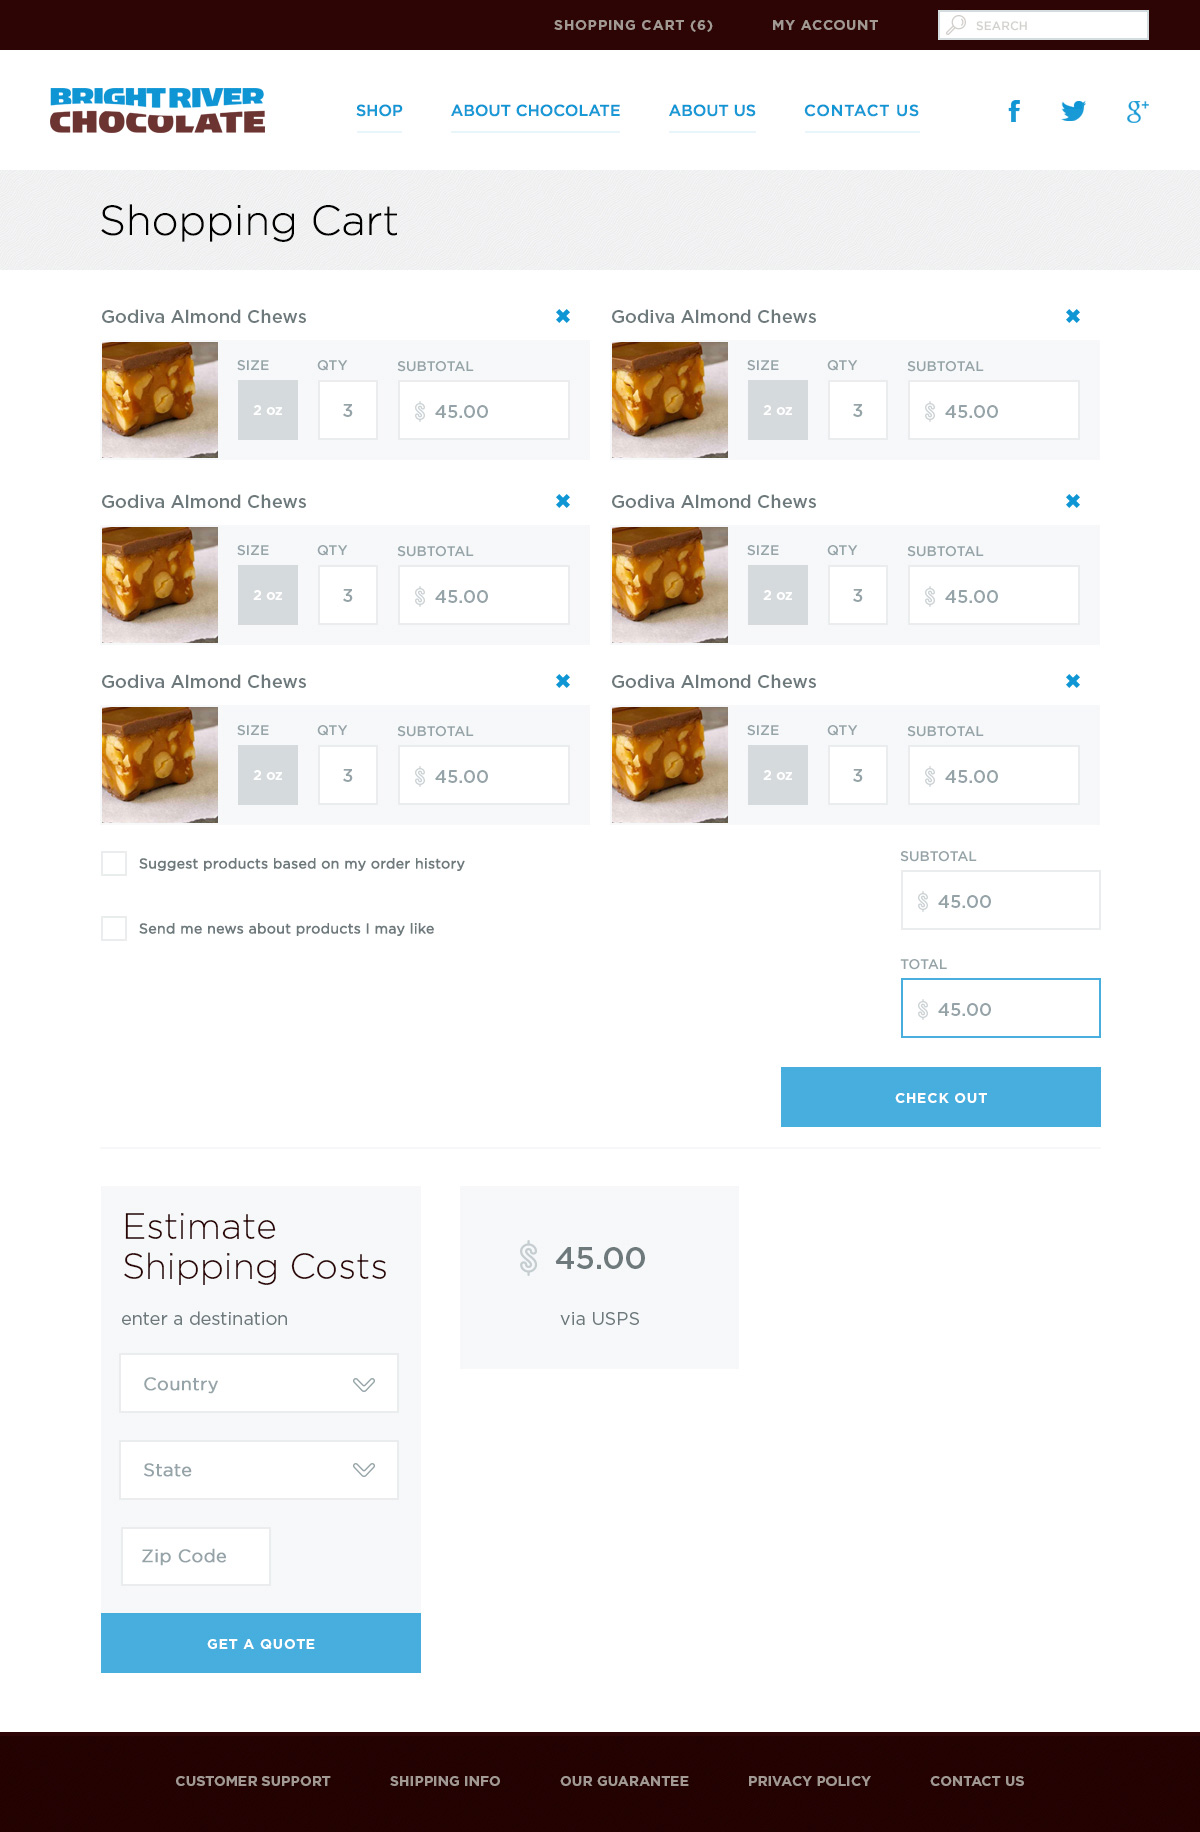 SHOPPING CART (6) MY ACCOUNT SEARCH
BRIGHT RIVER
CHOCOLATE
SHOP ABOUT CHOCOLATE ABOUT US CONTACT US f g+
Shopping Cart
Godiva Almond Chews ✖ Godiva Almond Chews ✖
SIZE QTY SUBTOTAL SIZE QTY SUBTOTAL
2 oz 3 $ 45.00 2 oz 3 $ 45.00
Godiva Almond Chews ✖ Godiva Almond Chews ✖
SIZE QTY SUBTOTAL SIZE QTY SUBTOTAL
2 oz 3 $ 45.00 2 oz 3 $ 45.00
Godiva Almond Chews ✖ Godiva Almond Chews ✖
SIZE QTY SUBTOTAL SIZE QTY SUBTOTAL
2 oz 3 $ 45.00 2 oz 3 $ 45.00
Suggest products based on my order history
Send me news about products I may like
SUBTOTAL
$ 45.00
TOTAL
$ 45.00
CHECK OUT
Estimate
Shipping Costs
enter a destination
Country
State
Zip Code
GET A QUOTE
$ 45.00
via USPS
CUSTOMER SUPPORT SHIPPING INFO OUR GUARANTEE PRIVACY POLICY CONTACT US